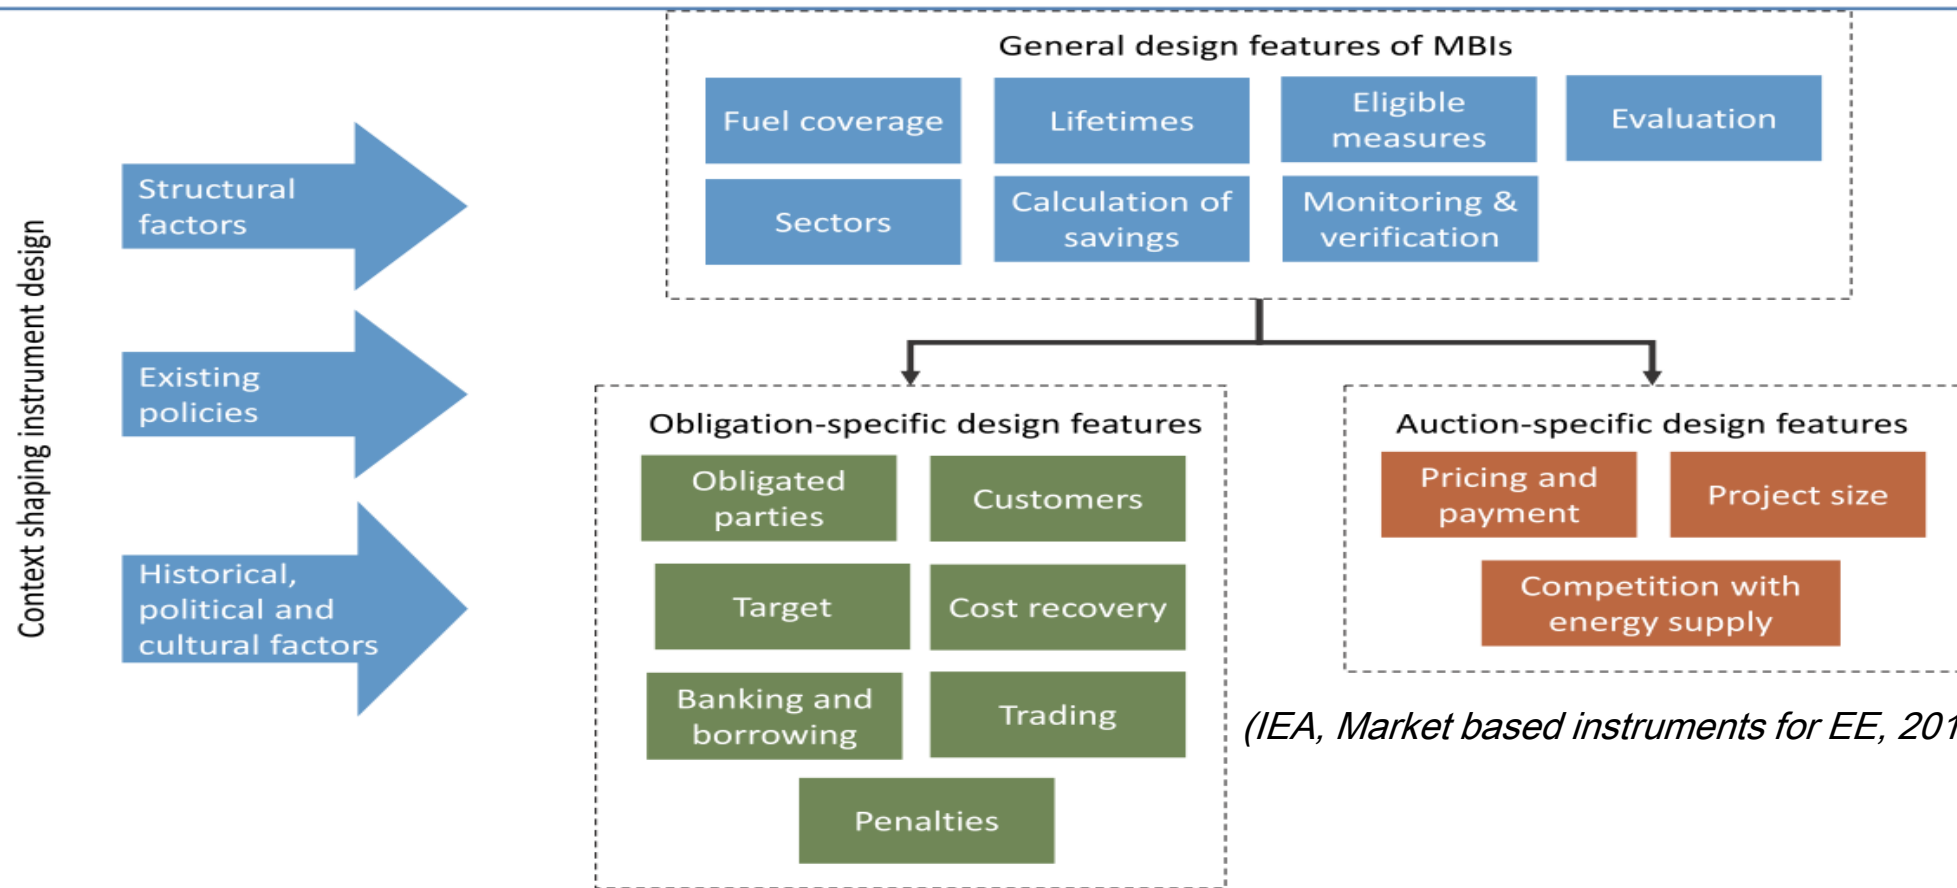 Context shaping instrument design
Structural
factors
Existing
policies
Historical,
political and
cultural factors
General design features of MBIs
Fuel coverage
Lifetimes
Eligible
measures
Evaluation
Sectors
Calculation of
savings
Monitoring &
verification
Obligation-specific design features
Obligated
parties
Customers
Target
Cost recovery
Banking and
borrowing
Trading
Penalties
Auction-specific design features
Pricing and
payment
Project size
Competition with
energy supply
(IEA, Market based instruments for EE, 201